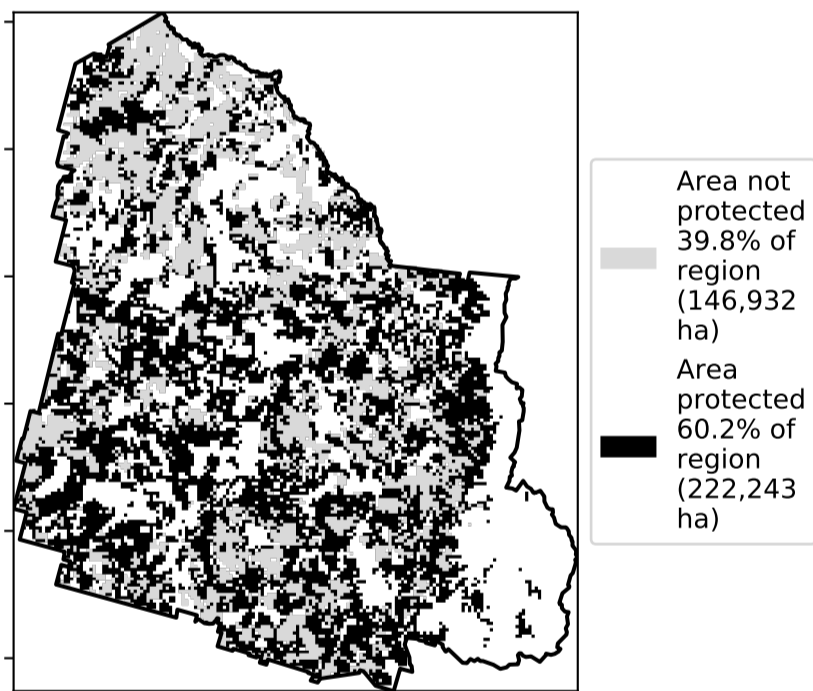 Area not
protected
39.8% of
region
(146,932
ha)
Area
protected
60.2% of
region
(222,243
ha)